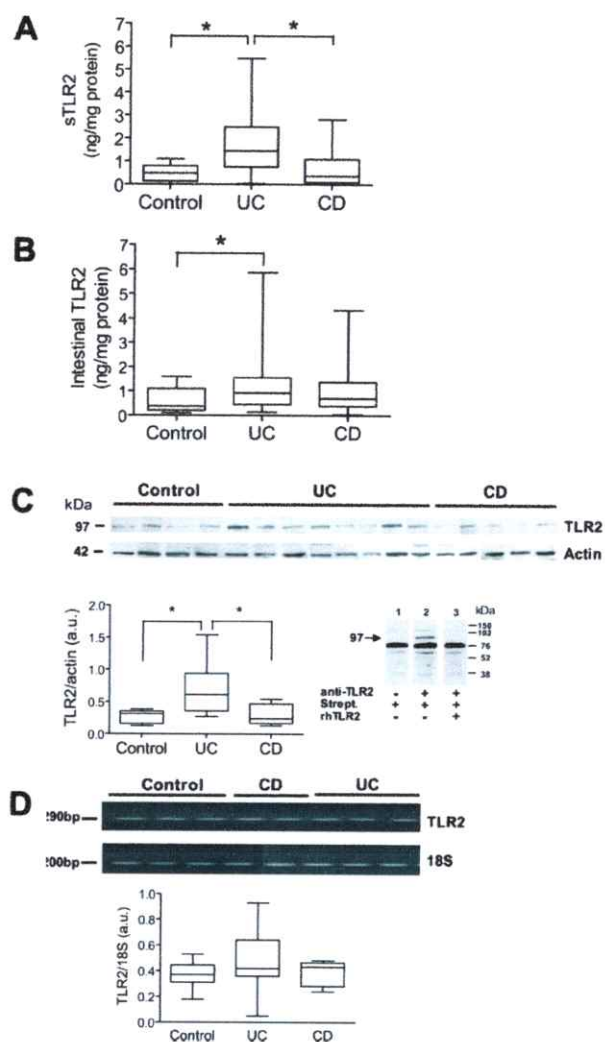 A
sTLR2
(ng/mg protein)
7
6
5
4
3
2
1
0
*
*
Control UC CD
B
Intestinal TLR2
(ng/mg protein)
7
6
5
4
3
2
1
0
*
Control UC CD
C
kDa
Control UC CD
97 TLR2
42 Actin
TLR2/actin (a.u.)
2.0
1.5
1.0
0.5
0.0
*
*
Control UC CD
1 2 3 kDa
97
150
102
76
52
38
anti-TLR2 - + +
Strept. + + +
rhTLR2 - - +
D
Control CD UC
290bp TLR2
200bp 18S
TLR2/18S (a.u.)
1.0
0.8
0.6
0.4
0.2
0.0
Control UC CD